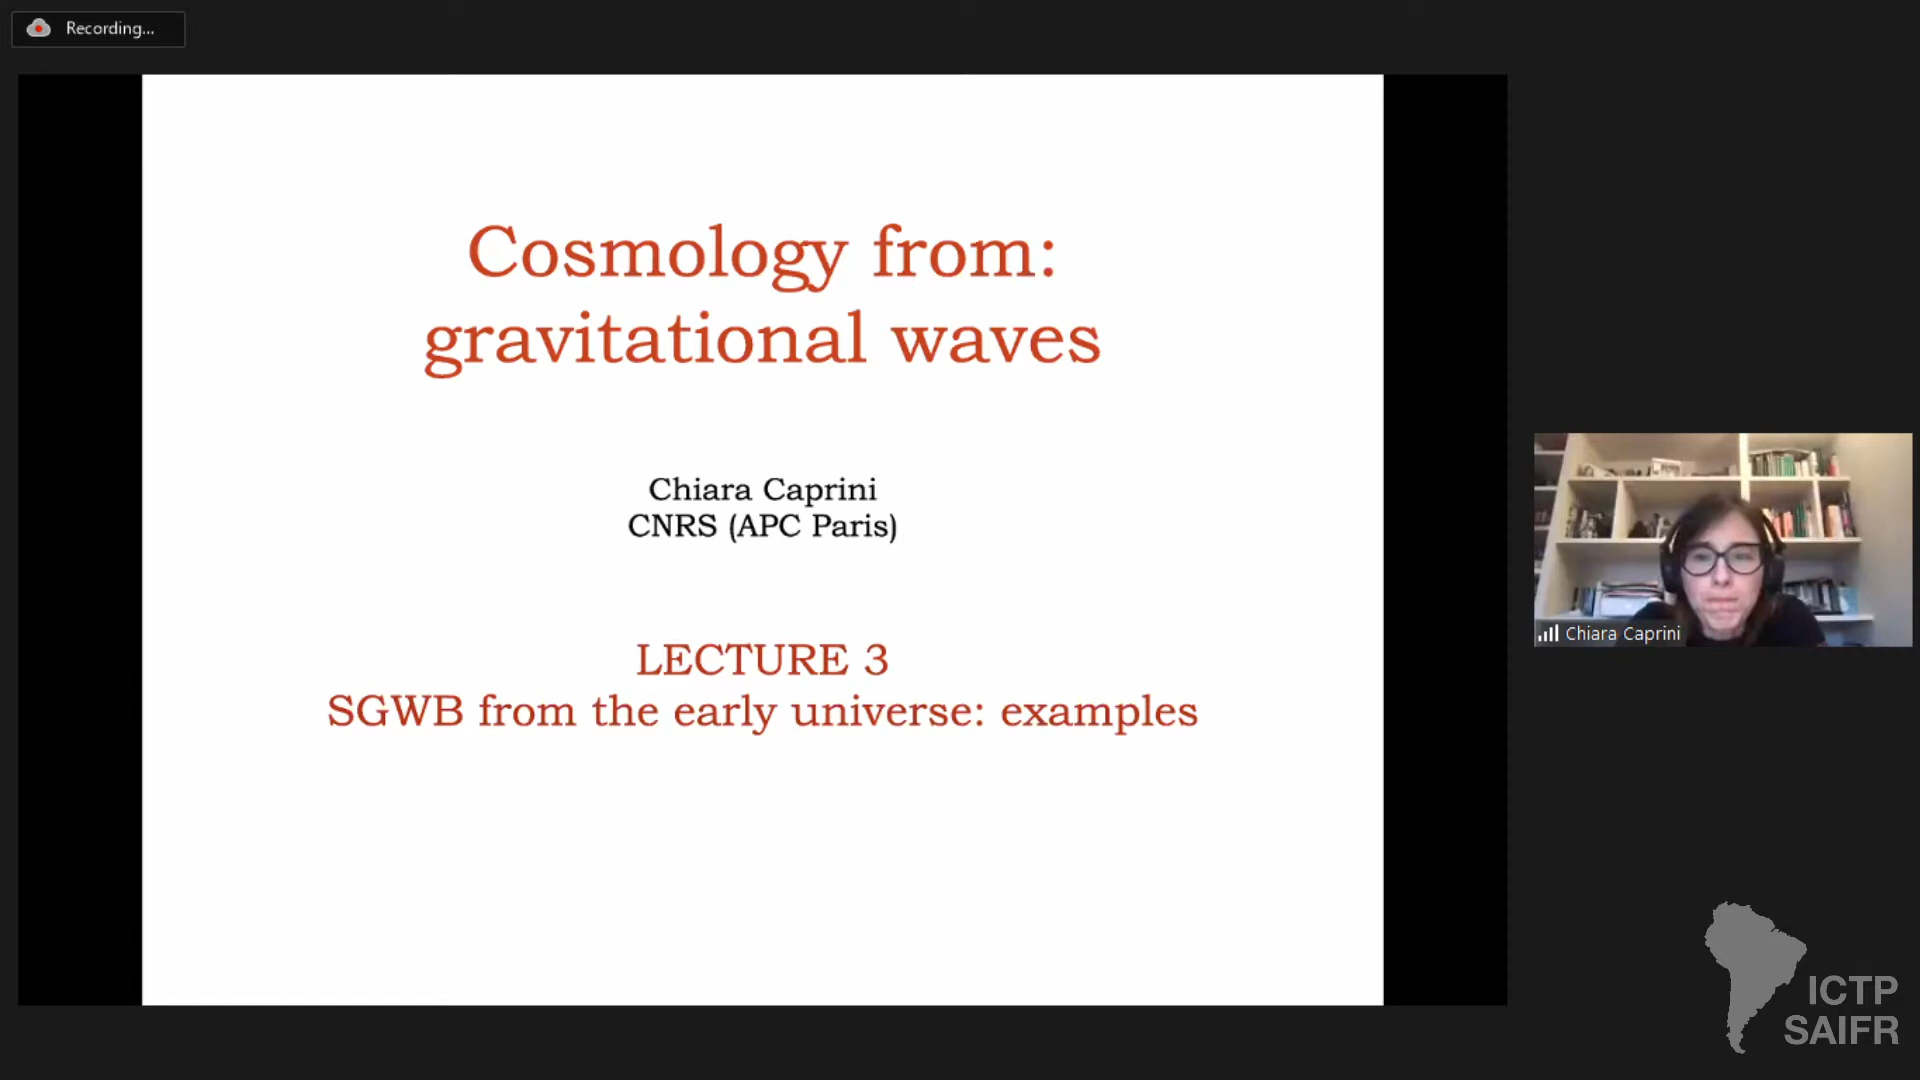 Recording...
Cosmology from:
gravitational waves
Chiara Caprini
CNRS (APC Paris)
LECTURE 3
SGWB from the early universe: examples
Chiara Caprini
ICTP
SAIFR